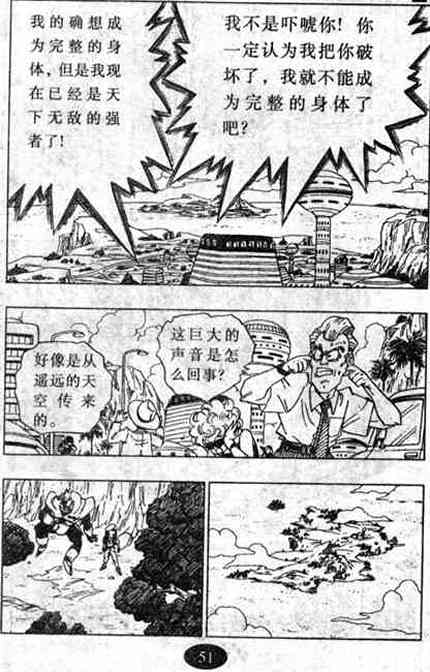 我不是吓唬你！你
一定认为我把你破
坏了，我就不能成
为完整的身体了
吧？
我的确想成
为完整的身
体，但是我现
在已经是天
下无敌的强
者了！
这巨大的
声音是怎
么回事？
好像是从
遥远的天
空传来
的。
51